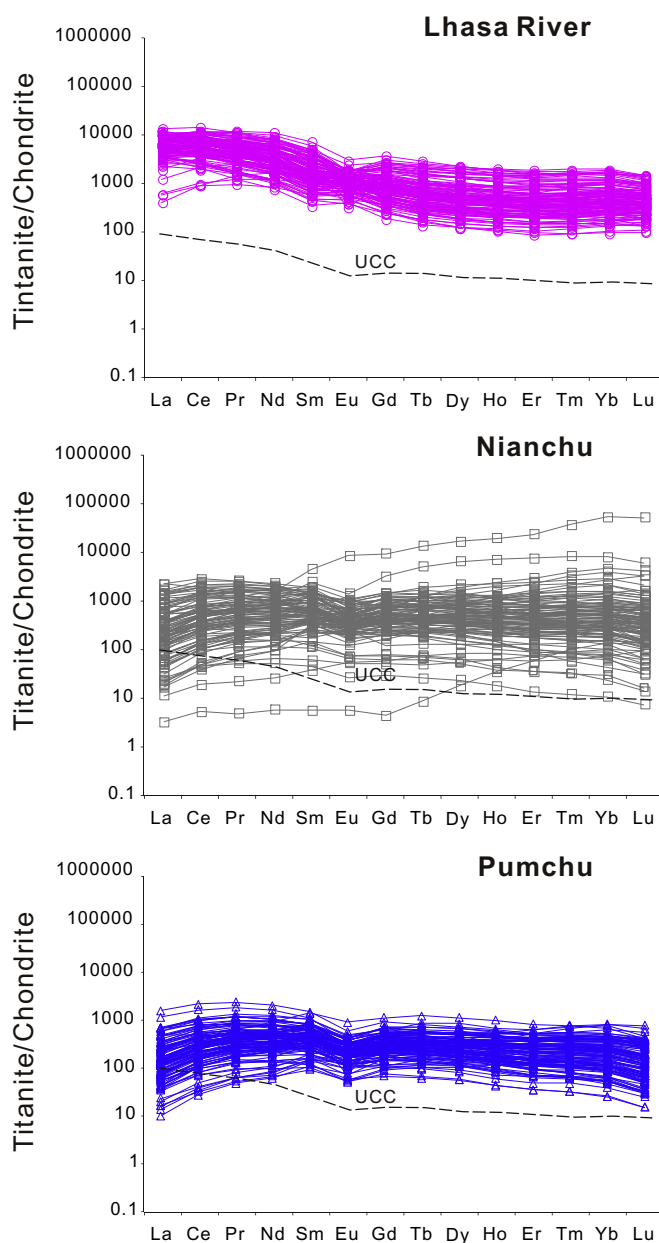 Lhasa River
1000000
100000
10000
1000
100
10
1
0.1
Tintanite/Chondrite
UCC
La Ce Pr Nd Sm Eu Gd Tb Dy Ho Er Tm Yb Lu
Nianchu
1000000
100000
10000
1000
100
10
1
0.1
Titanite/Chondrite
UCC
La Ce Pr Nd Sm Eu Gd Tb Dy Ho Er Tm Yb Lu
Pumchu
1000000
100000
10000
1000
100
10
1
0.1
Titanite/Chondrite
UCC
La Ce Pr Nd Sm Eu Gd Tb Dy Ho Er Tm Yb Lu